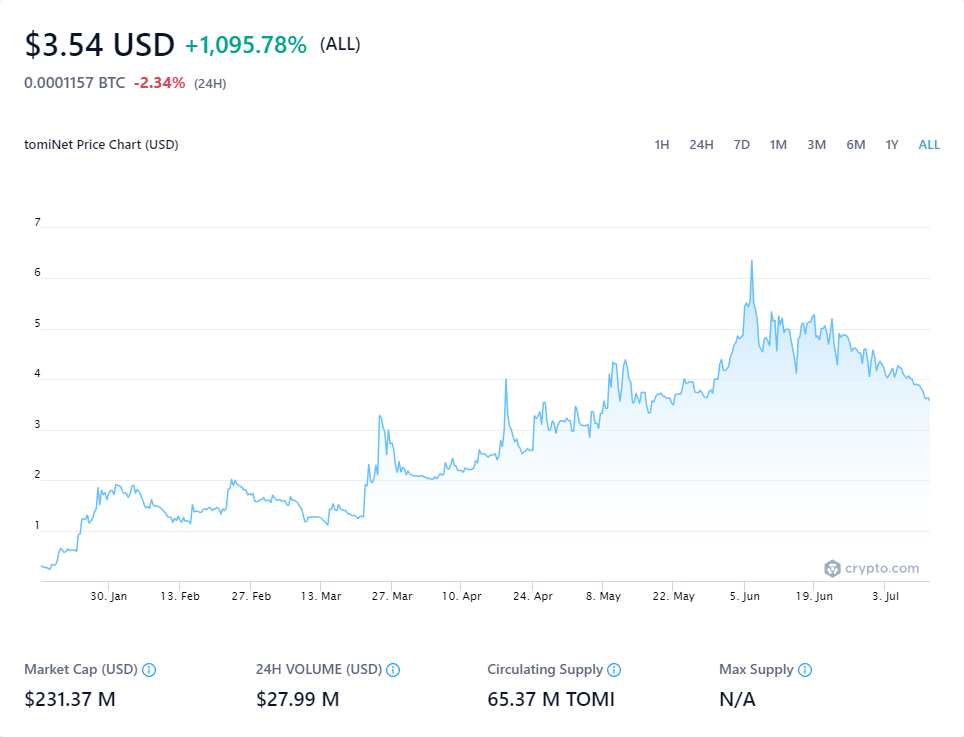 $3.54 USD +1,095.78% (ALL)
0.0001157 BTC -2.34% (24H)
tomiNet Price Chart (USD) 1H 24H 7D 1M 3M 6M 1Y ALL
7
6
5
4
3
2
1
crypto.com
30. Jan 13. Feb 27. Feb 13. Mar 27. Mar 10. Apr 24. Apr 8. May 22. May 5. Jun 19. Jun 3. Jul
Market Cap (USD) 24H VOLUME (USD) Circulating Supply Max Supply
$231.37 M $27.99 M 65.37 M TOMI N/A